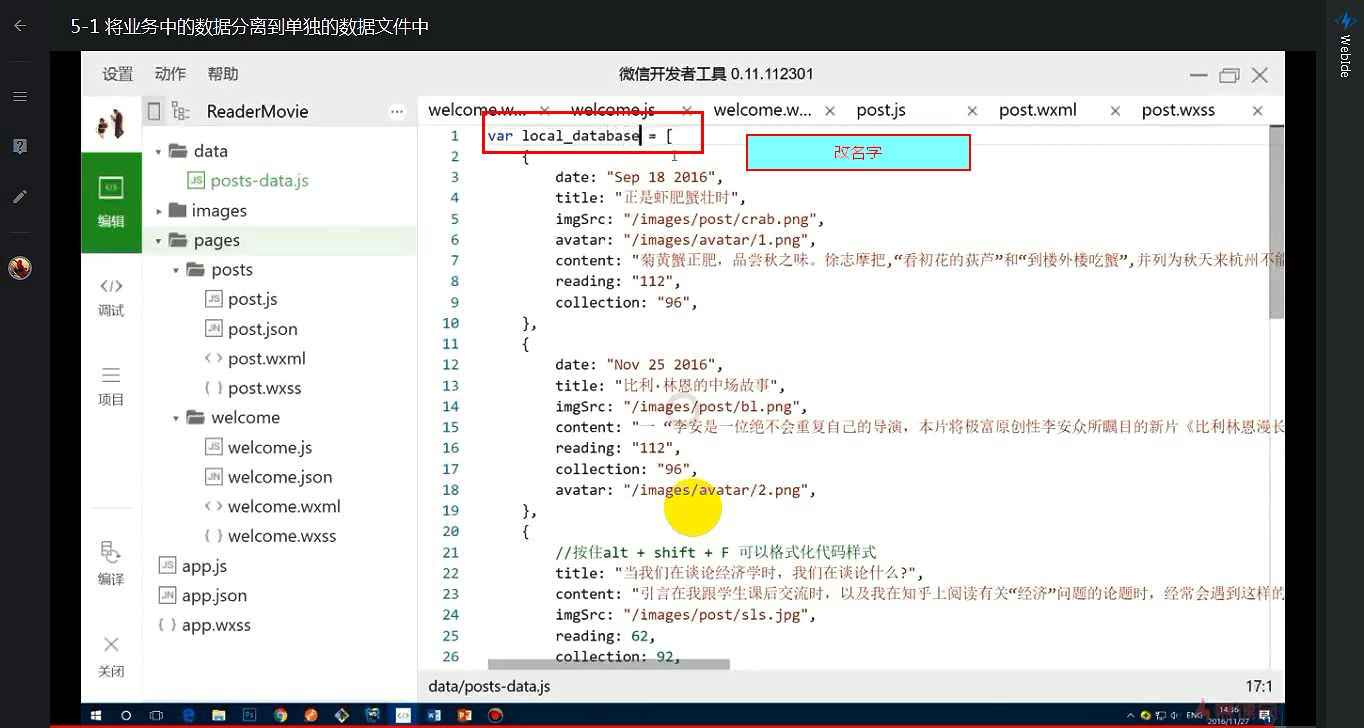 5-1 将业务中的数据分离到单独的数据文件中
WebIde
设置 动作 帮助 微信开发者工具 0.11.112301
ReaderMovie ...
welcome.w... × welcome.js × welcome.w... × post.js × post.wxml × post.wxss ×
编辑
调试
项目
编译
关闭
data
JS posts-data.js
images
pages
posts
JS post.js
JN post.json
< > post.wxml
{ } post.wxss
welcome
JS welcome.js
JN welcome.json
< > welcome.wxml
{ } welcome.wxss
JS app.js
JN app.json
{ } app.wxss
改名字
1 var local_database = [
2 {
3 date: "Sep 18 2016",
4 title: "正是虾肥蟹壮时",
5 imgSrc: "/images/post/crab.png",
6 avatar: "/images/avatar/1.png",
7 content: "菊黄蟹正肥，品尝秋之味。徐志摩把,“看初花的荻芦”和“到楼外楼吃蟹”,并列为秋天来杭州不能
8 reading: "112",
9 collection: "96",
10 },
11 {
12 date: "Nov 25 2016",
13 title: "比利·林恩的中场故事",
14 imgSrc: "/images/post/bl.png",
15 content: "一 “李安是一位绝不会重复自己的导演，本片将极富原创性李安众所瞩目的新片《比利林恩漫长
16 reading: "112",
17 collection: "96",
18 avatar: "/images/avatar/2.png",
19 },
20 {
21 //按住alt + shift + F 可以格式化代码样式
22 title: "当我们在谈论经济学时，我们在谈论什么?",
23 content: "引言在我跟学生课后交流时，以及我在知乎上阅读有关“经济”问题的论题时，经常会遇到这样的
24 imgSrc: "/images/post/sls.jpg",
25 reading: 62,
26 collection: 92,
data/posts-data.js 17:1
ENG 14:36
2016/11/27